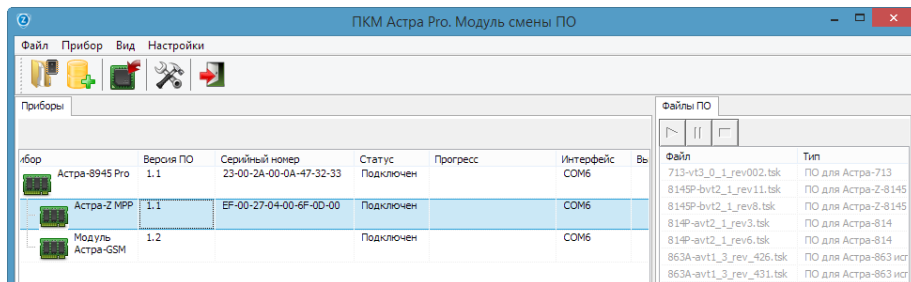 ПКМ Астра Pro. Модуль смены ПО
Файл Прибор Вид Настройки
Приборы
Файлы ПО
ибор Версия ПО Серийный номер Статус Прогресс Интерфейс Вы
Астра-8945 Pro 1.1 23-00-2A-00-0A-47-32-33 Подключен COM6
Астра-Z MPP 1.1 EF-00-27-04-00-6F-0D-00 Подключен COM6
Модуль Астра-GSM 1.2 Подключен COM6
Файл Тип
713-vt3_0_1_rev002.tsk ПО для Астра-713
8145P-bvt2_1_rev11.tsk ПО для Астра-Z-8145
8145P-bvt2_1_rev8.tsk ПО для Астра-Z-8145
814P-avt2_1_rev3.tsk ПО для Астра-814
814P-avt2_1_rev6.tsk ПО для Астра-814
863A-avt1_3_rev_426.tsk ПО для Астра-863 исп
863A-avt1_3_rev_431.tsk ПО для Астра-863 исп